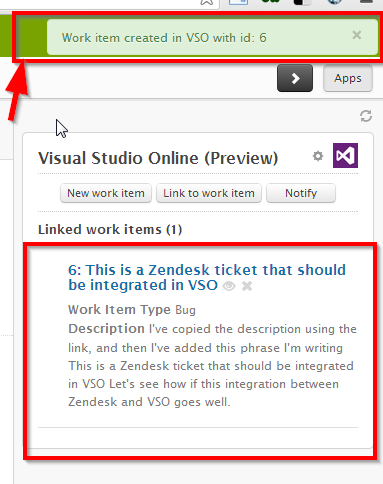 Work item created in VSO with id: 6
Apps
Visual Studio Online (Preview)
New work item
Link to work item
Notify
Linked work items (1)
6: This is a Zendesk ticket that should
be integrated in VSO
Work Item Type Bug
Description I've copied the description using the
link, and then I've added this phrase I'm writing
This is a Zendesk ticket that should be integrated
in VSO Let's see how if this integration between
Zendesk and VSO goes well.